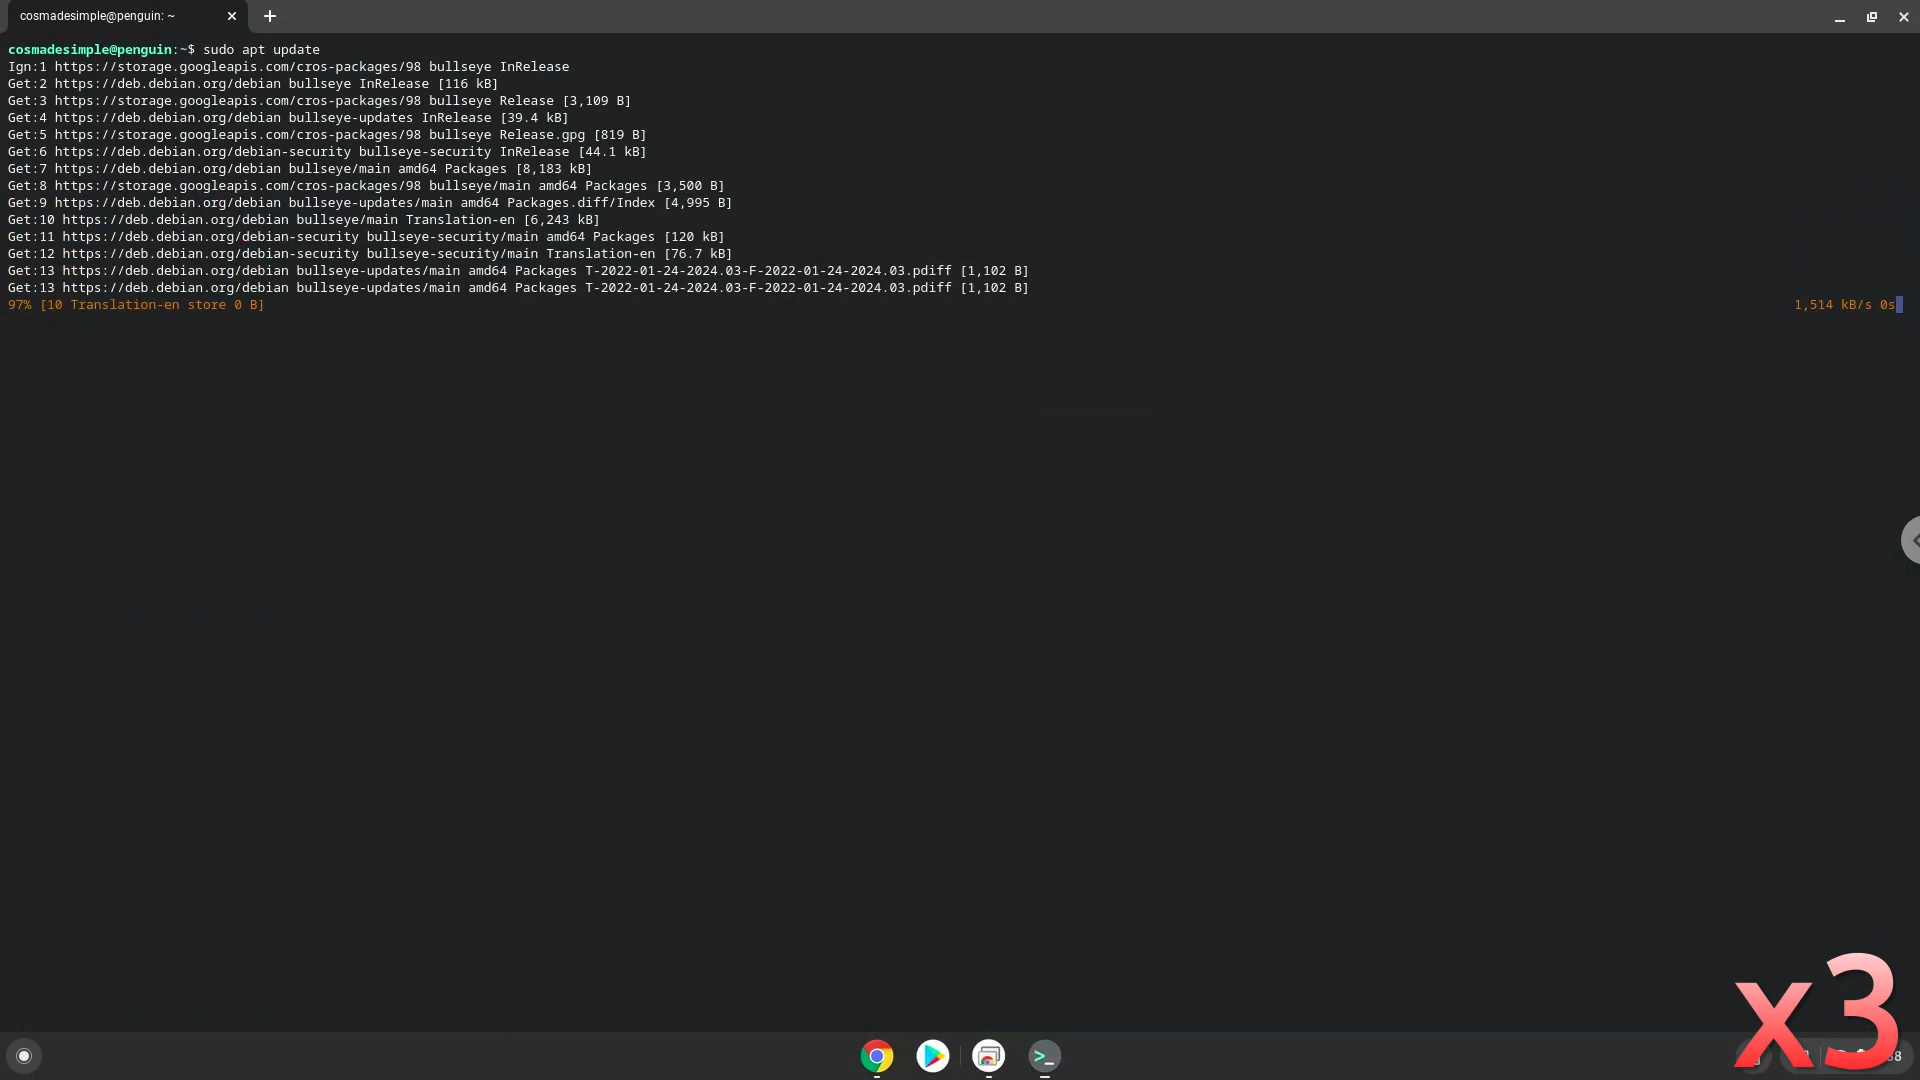 cosmadesimple@penguin: ~
cosmadesimple@penguin:~$ sudo apt update
Ign:1 https://storage.googleapis.com/cros-packages/98 bullseye InRelease
Get:2 https://deb.debian.org/debian bullseye InRelease [116 kB]
Get:3 https://storage.googleapis.com/cros-packages/98 bullseye Release [3,109 B]
Get:4 https://deb.debian.org/debian bullseye-updates InRelease [39.4 kB]
Get:5 https://storage.googleapis.com/cros-packages/98 bullseye Release.gpg [819 B]
Get:6 https://deb.debian.org/debian-security bullseye-security InRelease [44.1 kB]
Get:7 https://deb.debian.org/debian bullseye/main amd64 Packages [8,183 kB]
Get:8 https://storage.googleapis.com/cros-packages/98 bullseye/main amd64 Packages [3,500 B]
Get:9 https://deb.debian.org/debian bullseye-updates/main amd64 Packages.diff/Index [4,995 B]
Get:10 https://deb.debian.org/debian bullseye/main Translation-en [6,243 kB]
Get:11 https://deb.debian.org/debian-security bullseye-security/main amd64 Packages [120 kB]
Get:12 https://deb.debian.org/debian-security bullseye-security/main Translation-en [76.7 kB]
Get:13 https://deb.debian.org/debian bullseye-updates/main amd64 Packages T-2022-01-24-2024.03-F-2022-01-24-2024.03.pdiff [1,102 B]
Get:13 https://deb.debian.org/debian bullseye-updates/main amd64 Packages T-2022-01-24-2024.03-F-2022-01-24-2024.03.pdiff [1,102 B]
97% [10 Translation-en store 0 B] 1,514 kB/s 0s
x3